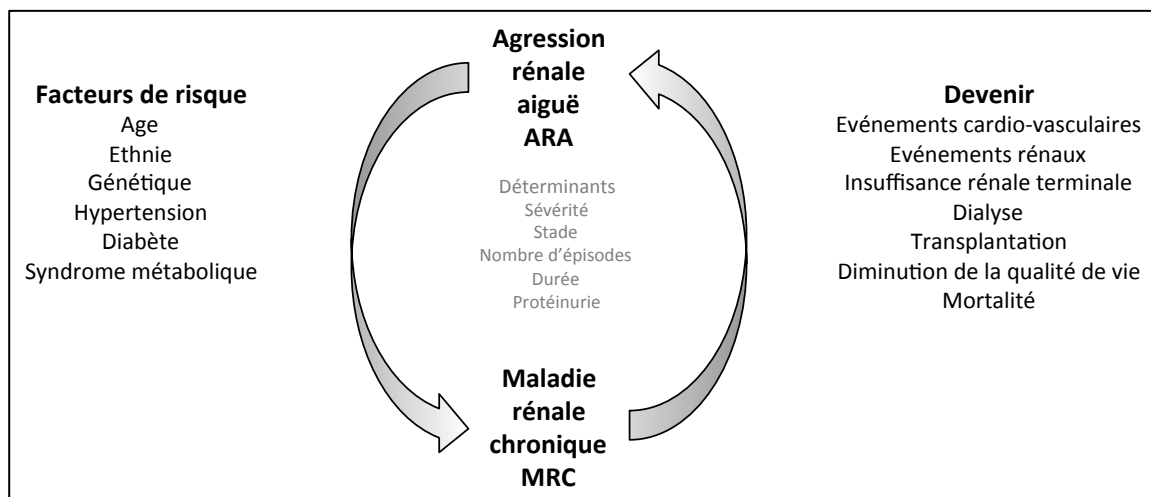 Facteurs de risque
Age
Ethnie
Génétique
Hypertension
Diabète
Syndrome métabolique
Agression
rénale
aiguë
ARA
Déterminants
Sévérité
Stade
Nombre d'épisodes
Durée
Protéinurie
Maladie
rénale
chronique
MRC
Devenir
Evénements cardio-vasculaires
Evénements rénaux
Insuffisance rénale terminale
Dialyse
Transplantation
Diminution de la qualité de vie
Mortalité